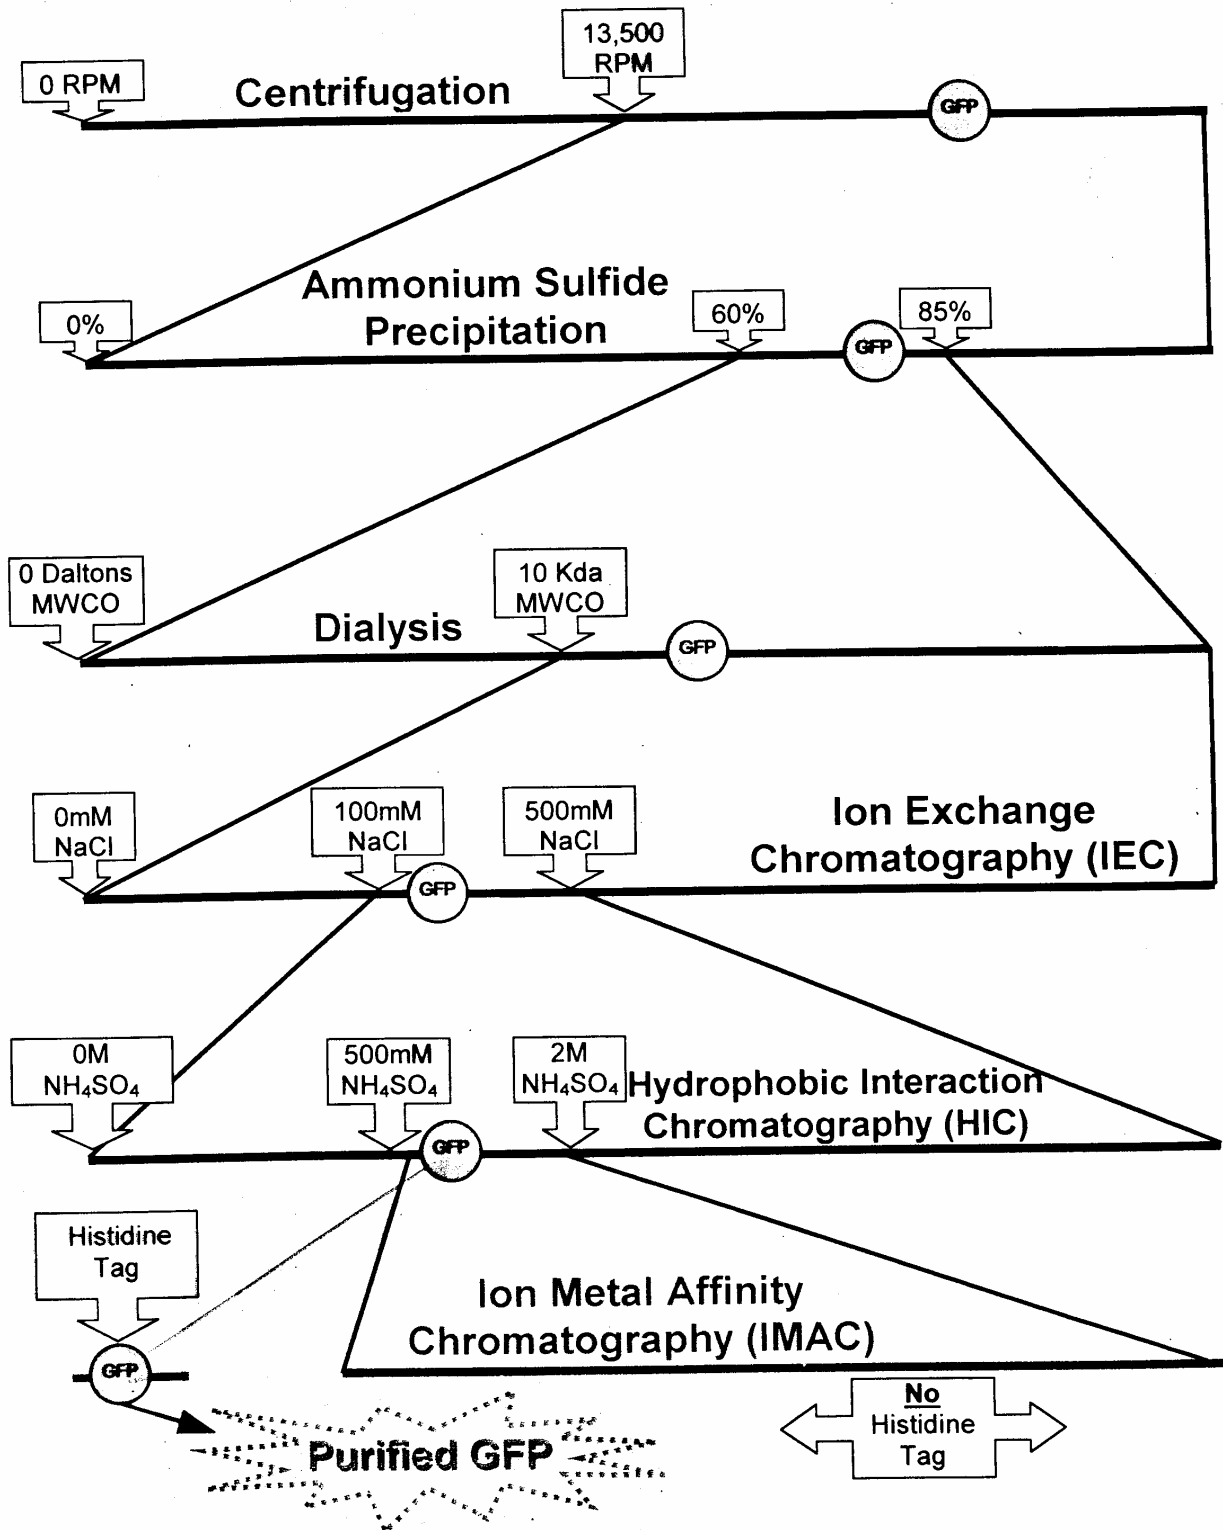 13,500
RPM
0 RPM
Centrifugation
GFP
Ammonium Sulfide
Precipitation
0%
60%
85%
GFP
0 Daltons
MWCO
10 Kda
MWCO
Dialysis
GFP
0mM
NaCl
100mM
NaCl
500mM
NaCl
Ion Exchange
Chromatography (IEC)
GFP
0M
NH₄SO₄
500mM
NH₄SO₄
2M
NH₄SO₄
Hydrophobic Interaction
Chromatography (HIC)
GFP
Histidine
Tag
Ion Metal Affinity
Chromatography (IMAC)
GFP
No
Histidine
Tag
Purified GFP